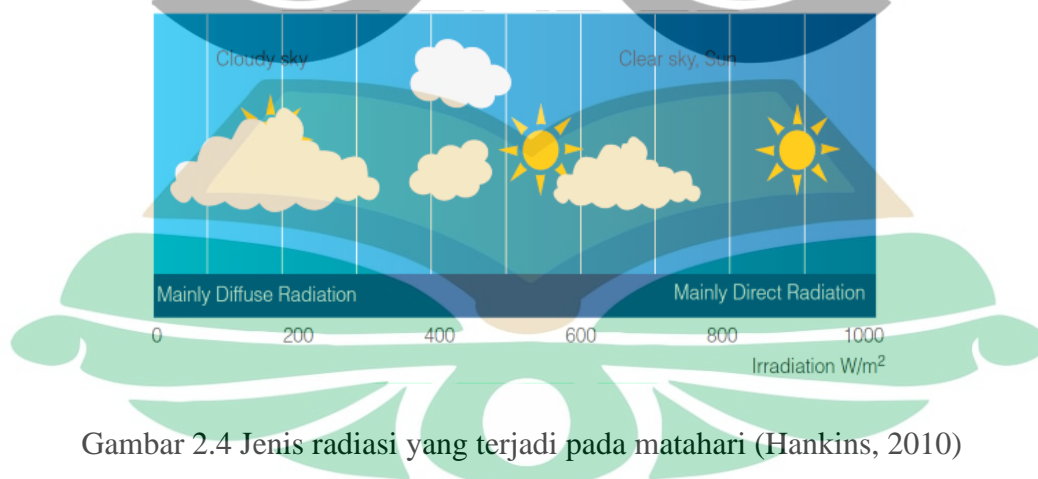 Cloudy sky
Clear sky, Sun
Mainly Diffuse Radiation
Mainly Direct Radiation
0 200 400 600 800 1000
Irradiation W/m²
Gambar 2.4 Jenis radiasi yang terjadi pada matahari (Hankins, 2010)